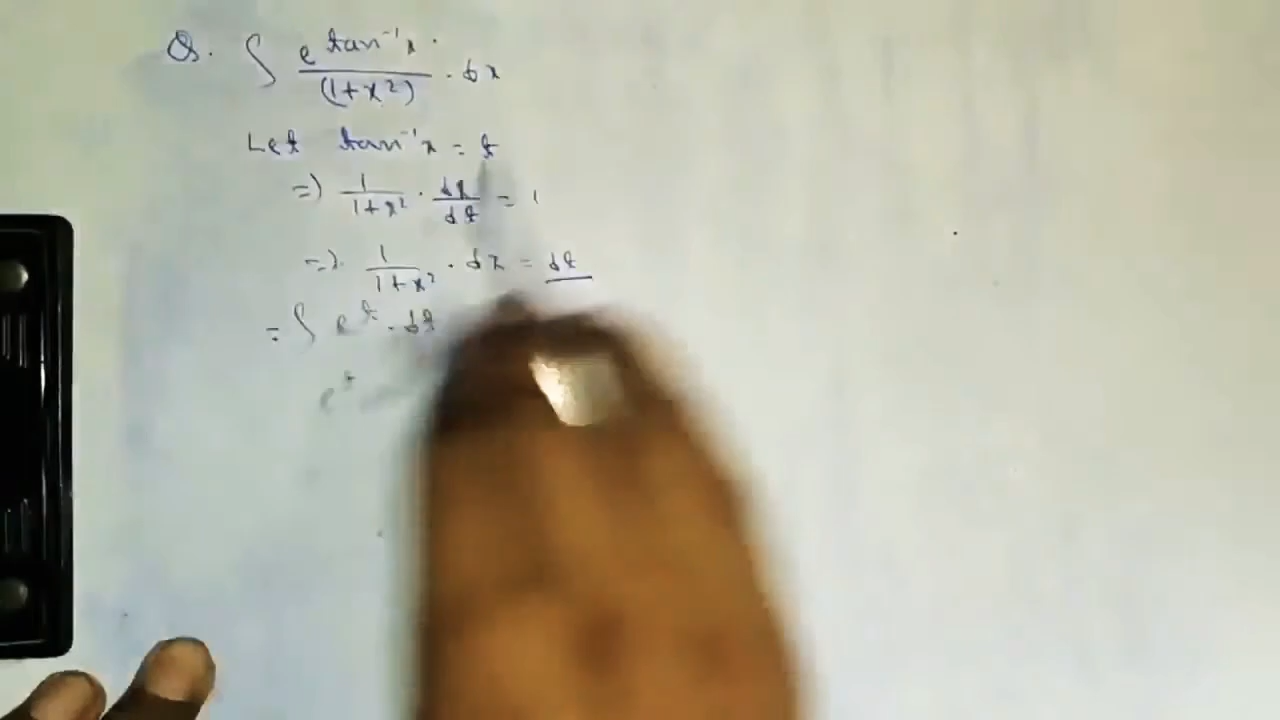 Q. ∫ e^tan⁻¹x / (1+x²) . dx
Let tan⁻¹x = t
=) 1/1+x² . dx/dt = 1
=). 1/1+x² . dx = dt
= ∫ e^t . dt
e^t